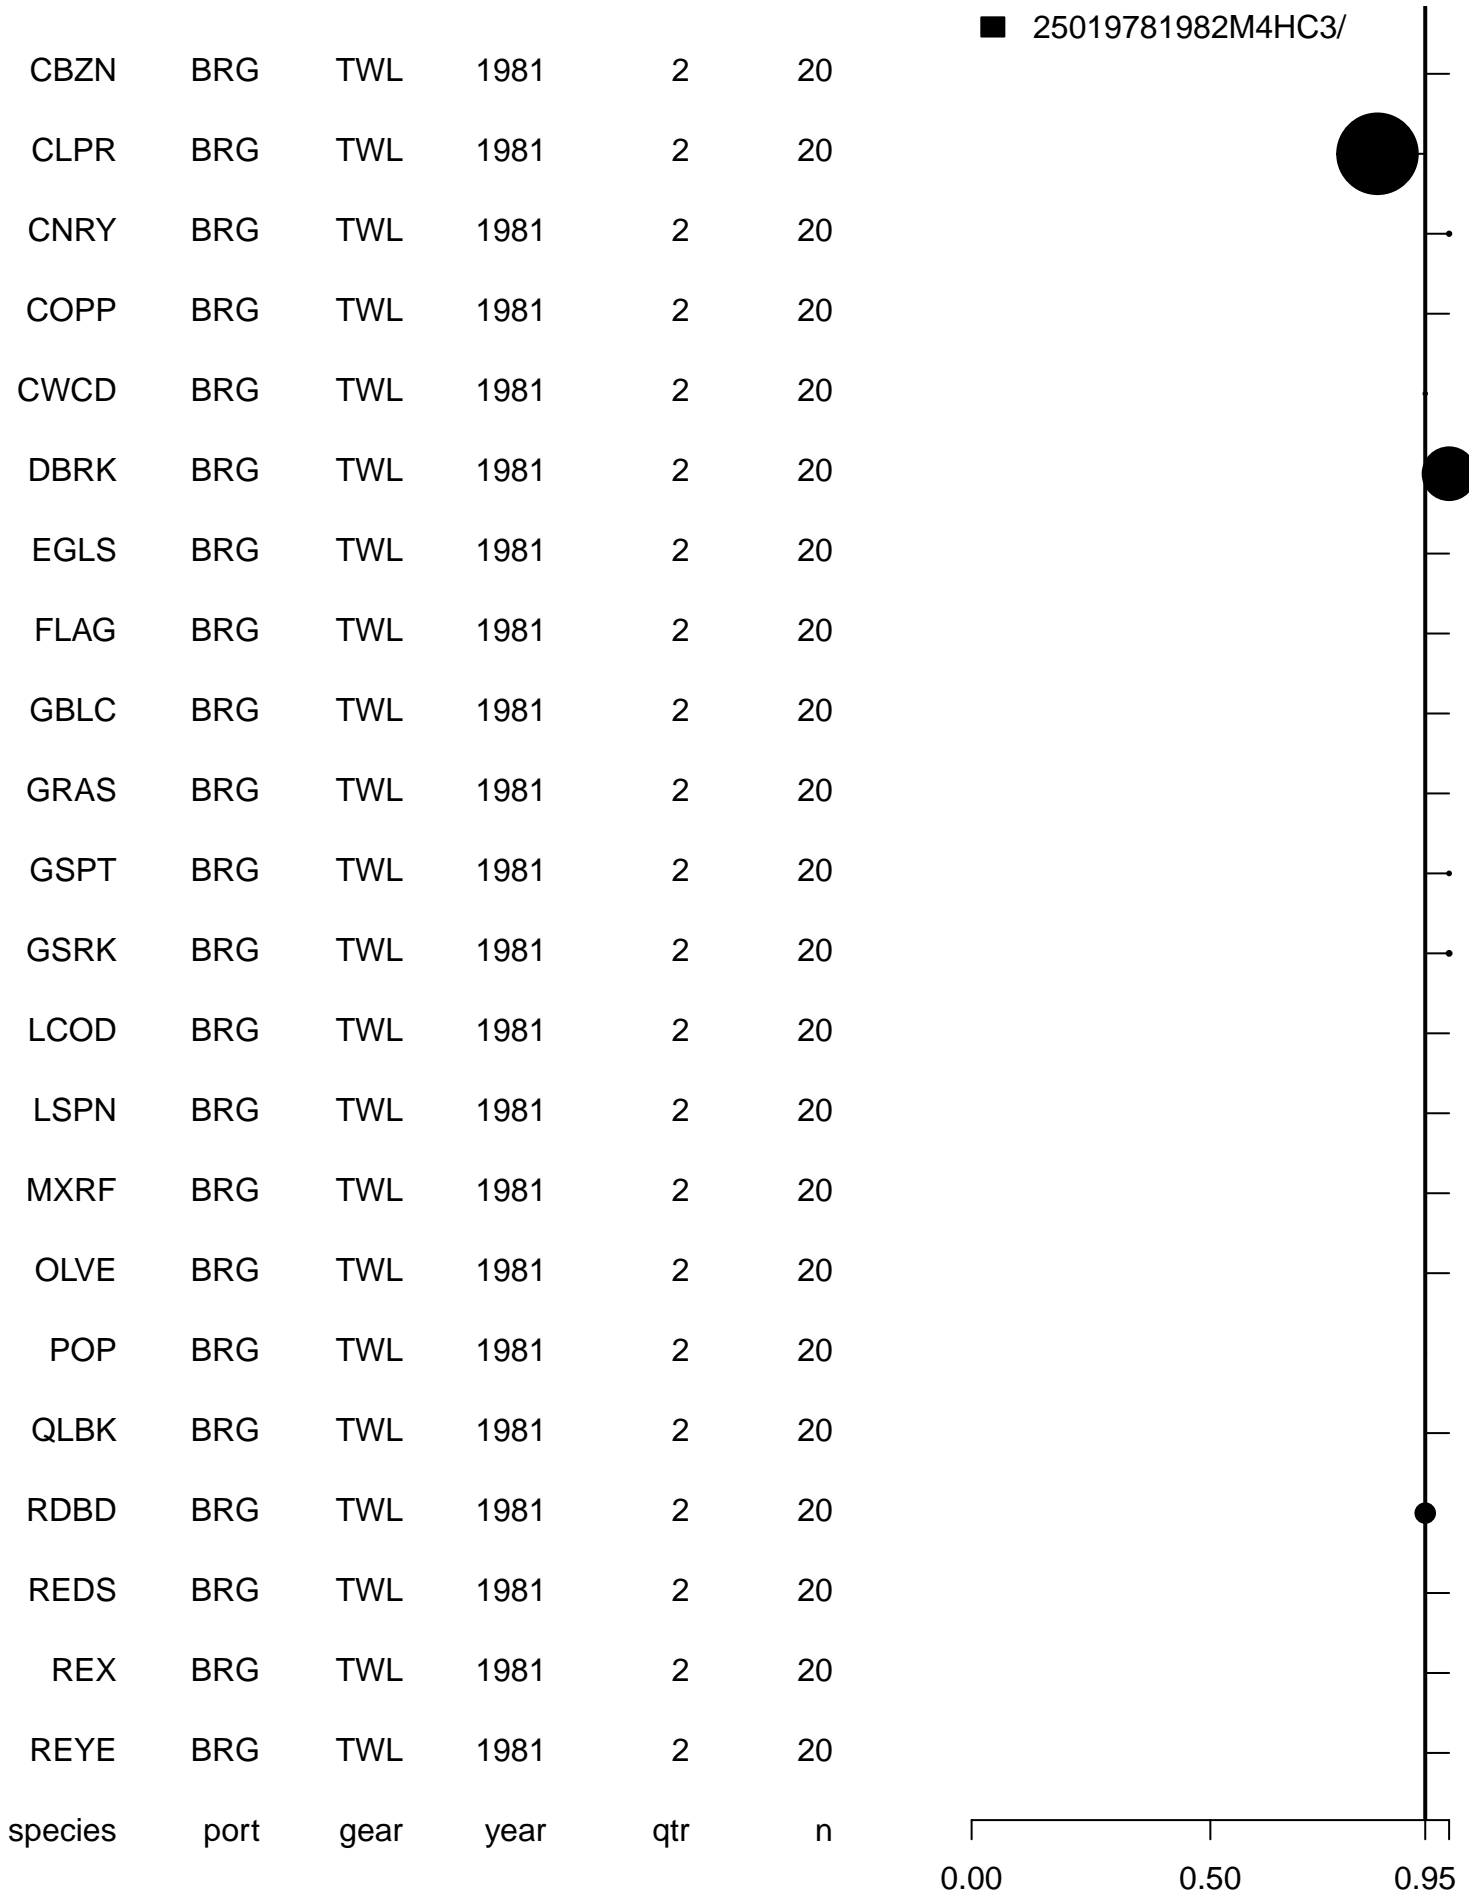 25019781982M4HC3/
CBZN BRG TWL 1981 2 20
CLPR BRG TWL 1981 2 20
CNRY BRG TWL 1981 2 20
COPP BRG TWL 1981 2 20
CWCD BRG TWL 1981 2 20
DBRK BRG TWL 1981 2 20
EGLS BRG TWL 1981 2 20
FLAG BRG TWL 1981 2 20
GBLC BRG TWL 1981 2 20
GRAS BRG TWL 1981 2 20
GSPT BRG TWL 1981 2 20
GSRK BRG TWL 1981 2 20
LCOD BRG TWL 1981 2 20
LSPN BRG TWL 1981 2 20
MXRF BRG TWL 1981 2 20
OLVE BRG TWL 1981 2 20
POP BRG TWL 1981 2 20
QLBK BRG TWL 1981 2 20
RDBD BRG TWL 1981 2 20
REDS BRG TWL 1981 2 20
REX BRG TWL 1981 2 20
REYE BRG TWL 1981 2 20
species port gear year qtr n
0.00 0.50 0.95